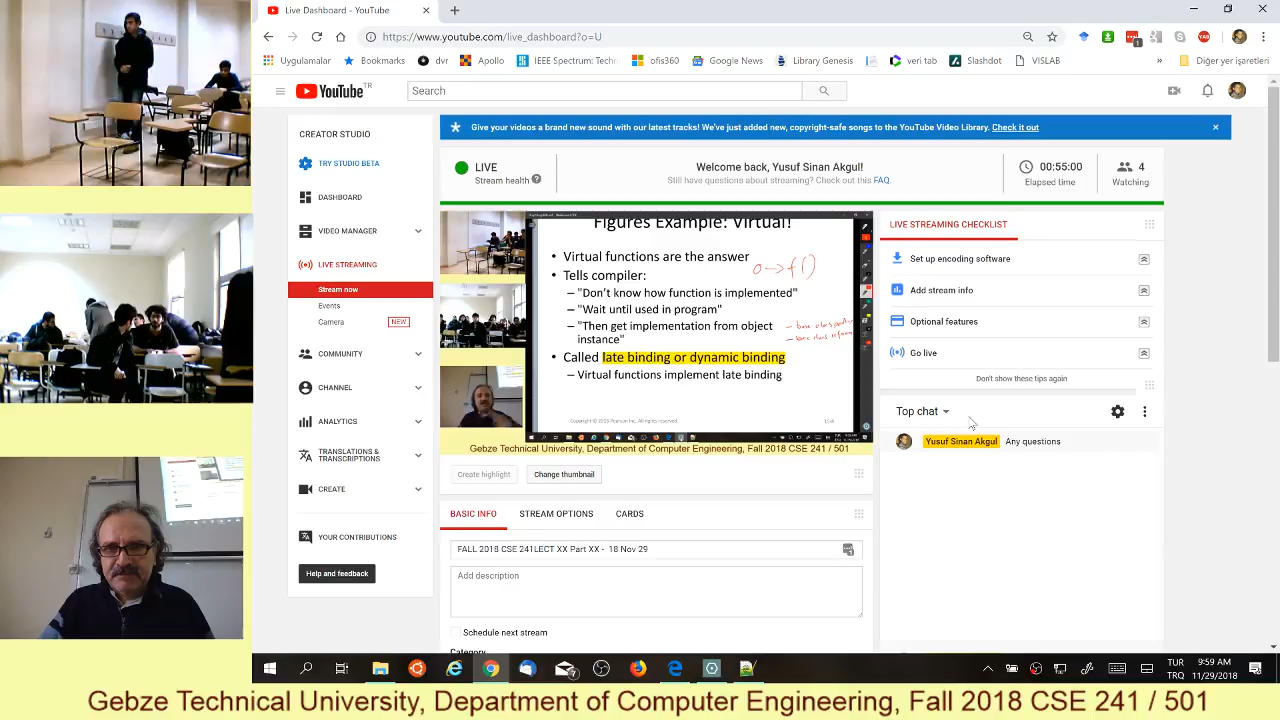 Live Dashboard - YouTube
https://www.youtube.com/live_dashboard?o=U
Uygulamalar Bookmarks dvr Apollo IEEE Spectrum: Techn ofis360 Google News Library Genesis veri tab Slashdot VISLAB » Diğer yer işaretleri
YouTube TR
Search
CREATOR STUDIO
TRY STUDIO BETA
DASHBOARD
VIDEO MANAGER
LIVE STREAMING
Stream now
Events
Camera NEW
COMMUNITY
CHANNEL
ANALYTICS
TRANSLATIONS &
TRANSCRIPTIONS
CREATE
YOUR CONTRIBUTIONS
Help and feedback
Give your videos a brand new sound with our latest tracks! We've just added new, copyright-safe songs to the YouTube Video Library. Check it out
LIVE
Stream health
Welcome back, Yusuf Sinan Akgul!
Still have questions about streaming? Check out this FAQ.
00:55:00
Elapsed time
4
Watching
Figures Example: Virtual!
• Virtual functions are the answer
o→f()
• Tells compiler:
– "Don't know how function is implemented"
– "Wait until used in program"
– "Then get implementation from object
instance"
• Called late binding or dynamic binding
– Virtual functions implement late binding
Gebze Technical University, Department of Computer Engineering, Fall 2018 CSE 241 / 501
Create highlight Change thumbnail
BASIC INFO STREAM OPTIONS CARDS
FALL 2018 CSE 241LECT XX Part XX - 18 Nov 29
Add description
Schedule next stream
Category
LIVE STREAMING CHECKLIST
Set up encoding software
Add stream info
Optional features
Go live
Don't show these tips again
Top chat
Yusuf Sinan Akgul Any questions
TUR
TRQ
9:59 AM
11/29/2018
Gebze Technical University, Department of Computer Engineering, Fall 2018 CSE 241 / 501